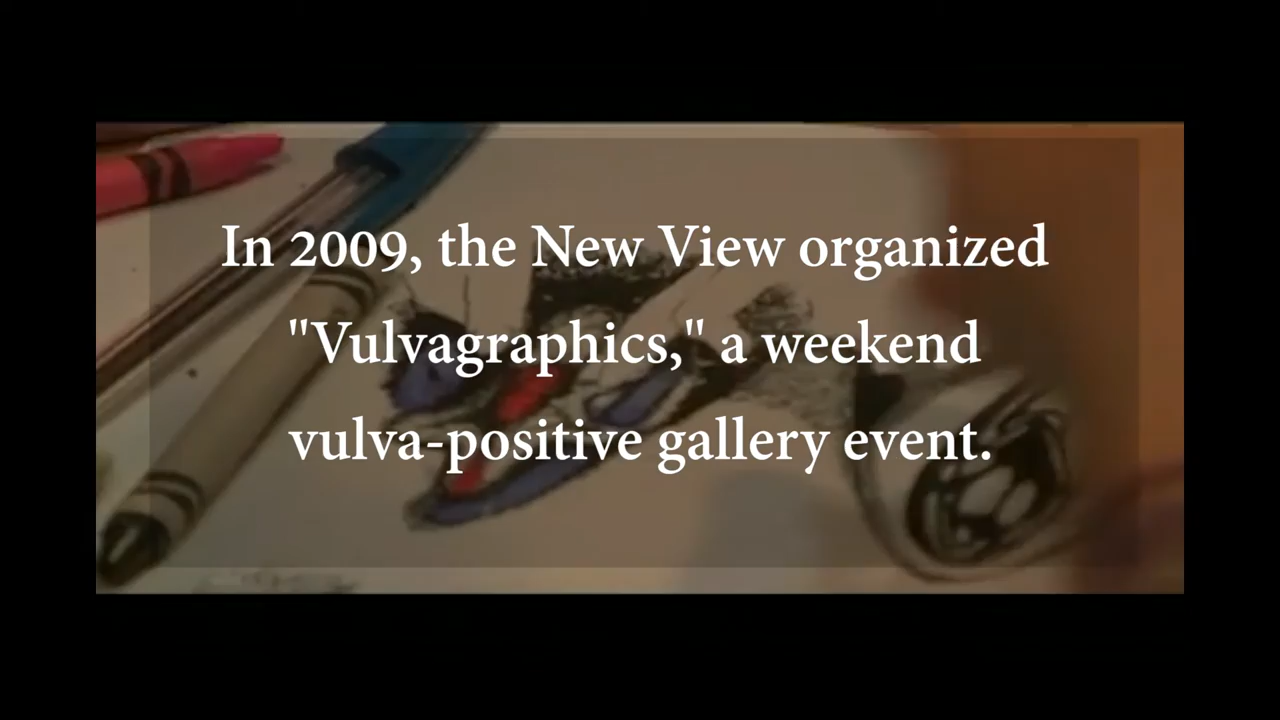 In 2009, the New View organized
"Vulvagraphics," a weekend
vulva-positive gallery event.